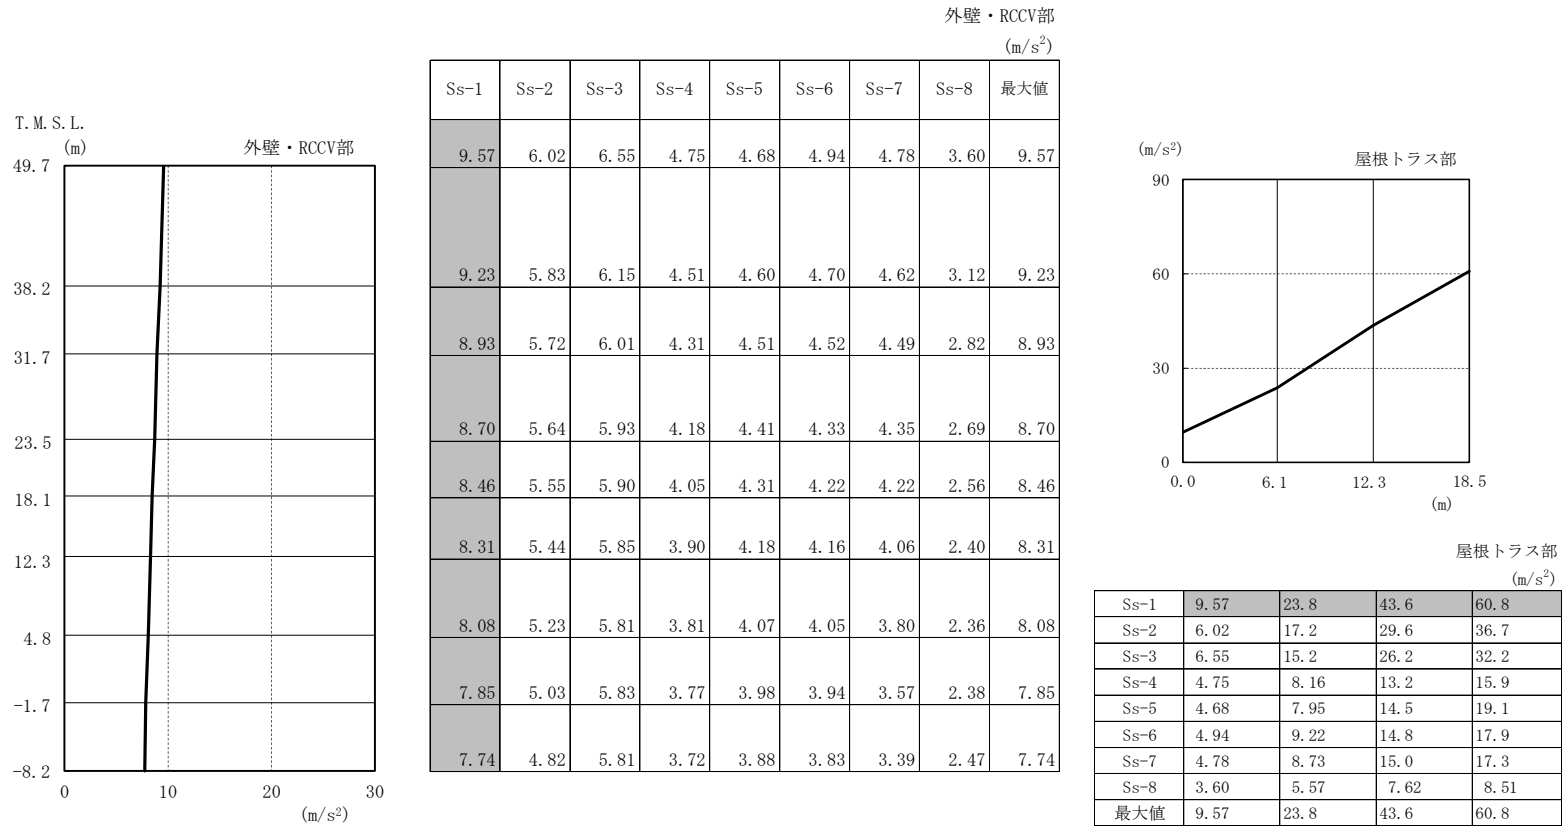 外壁・RCCV部
(m/s²)
Ss-1 Ss-2 Ss-3 Ss-4 Ss-5 Ss-6 Ss-7 Ss-8 最大値
9.57 6.02 6.55 4.75 4.68 4.94 4.78 3.60 9.57
9.23 5.83 6.15 4.51 4.60 4.70 4.62 3.12 9.23
8.93 5.72 6.01 4.31 4.51 4.52 4.49 2.82 8.93
8.70 5.64 5.93 4.18 4.41 4.33 4.35 2.69 8.70
8.46 5.55 5.90 4.05 4.31 4.22 4.22 2.56 8.46
8.31 5.44 5.85 3.90 4.18 4.16 4.06 2.40 8.31
8.08 5.23 5.81 3.81 4.07 4.05 3.80 2.36 8.08
7.85 5.03 5.83 3.77 3.98 3.94 3.57 2.38 7.85
7.74 4.82 5.81 3.72 3.88 3.83 3.39 2.47 7.74
T.M.S.L.
(m) 外壁・RCCV部
49.7
38.2
31.7
23.5
18.1
12.3
4.8
-1.7
-8.2
0 10 20 30
(m/s²)
(m/s²) 屋根トラス部
90
60
30
0
0.0 6.1 12.3 18.5
(m)
屋根トラス部
(m/s²)
Ss-1 9.57 23.8 43.6 60.8
Ss-2 6.02 17.2 29.6 36.7
Ss-3 6.55 15.2 26.2 32.2
Ss-4 4.75 8.16 13.2 15.9
Ss-5 4.68 7.95 14.5 19.1
Ss-6 4.94 9.22 14.8 17.9
Ss-7 4.78 8.73 15.0 17.3
Ss-8 3.60 5.57 7.62 8.51
最大値 9.57 23.8 43.6 60.8